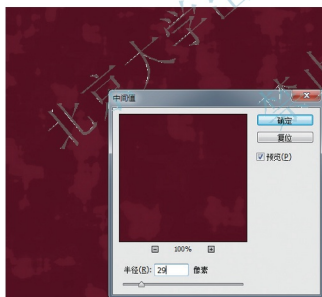 北京大学出
中间值
确定
复位
预览(P)
100%
半径(R): 29 像素